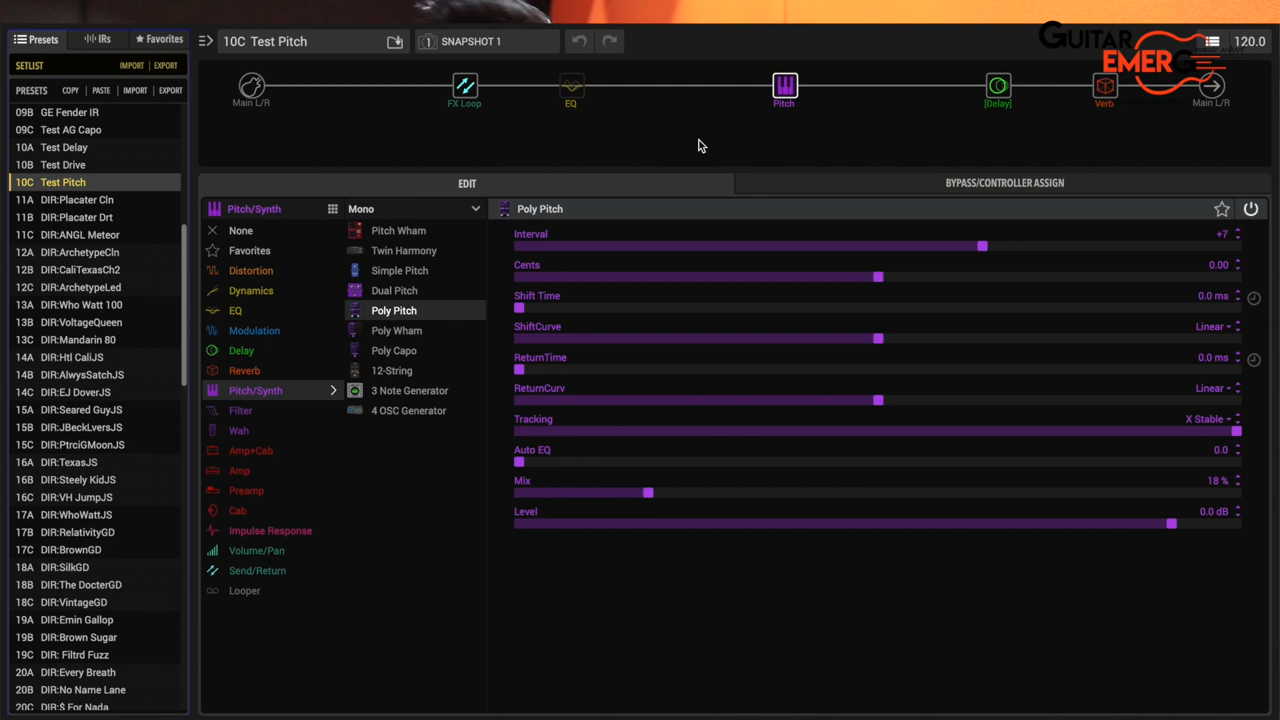 Presets
IRs
Favorites
10C Test Pitch
1
SNAPSHOT 1
GUITAR
EMERG
120.0
SETLIST
IMPORT
EXPORT
PRESETS
COPY
PASTE
IMPORT
EXPORT
Main L/R
FX Loop
EQ
Pitch
[Delay]
Verb
Main L/R
09B GE Fender IR
09C Test AG Capo
10A Test Delay
10B Test Drive
10C Test Pitch
11A DIR:Placater Cln
11B DIR:Placater Drt
11C DIR:ANGL Meteor
12A DIR:ArchetypeCln
12B DIR:CaliTexasCh2
12C DIR:ArchetypeLed
13A DIR:Who Watt 100
13B DIR:VoltageQueen
13C DIR:Mandarin 80
14A DIR:Htl CaliJS
14B DIR:AlwysSatchJS
14C DIR:EJ DoverJS
15A DIR:Seared GuyJS
15B DIR:JBeckLversJS
15C DIR:PtrciGMoonJS
16A DIR:TexasJS
16B DIR:Steely KidJS
16C DIR:VH JumpJS
17A DIR:WhoWattJS
17B DIR:RelativityGD
17C DIR:BrownGD
18A DIR:SilkGD
18B DIR:The DocterGD
18C DIR:VintageGD
19A DIR:Emin Gallop
19B DIR:Brown Sugar
19C DIR: Filtrd Fuzz
20A DIR:Every Breath
20B DIR:No Name Lane
20C DIR:$ For Nada
EDIT
BYPASS/CONTROLLER ASSIGN
Pitch/Synth
None
Favorites
Distortion
Dynamics
EQ
Modulation
Delay
Reverb
Pitch/Synth
Filter
Wah
Amp+Cab
Amp
Preamp
Cab
Impulse Response
Volume/Pan
Send/Return
Looper
Mono
Pitch Wham
Twin Harmony
Simple Pitch
Dual Pitch
Poly Pitch
Poly Wham
Poly Capo
12-String
3 Note Generator
4 OSC Generator
Poly Pitch
Interval +7
Cents 0.00
Shift Time 0.0 ms
ShiftCurve Linear
ReturnTime 0.0 ms
ReturnCurv Linear
Tracking X Stable
Auto EQ 0.0
Mix 18 %
Level 0.0 dB